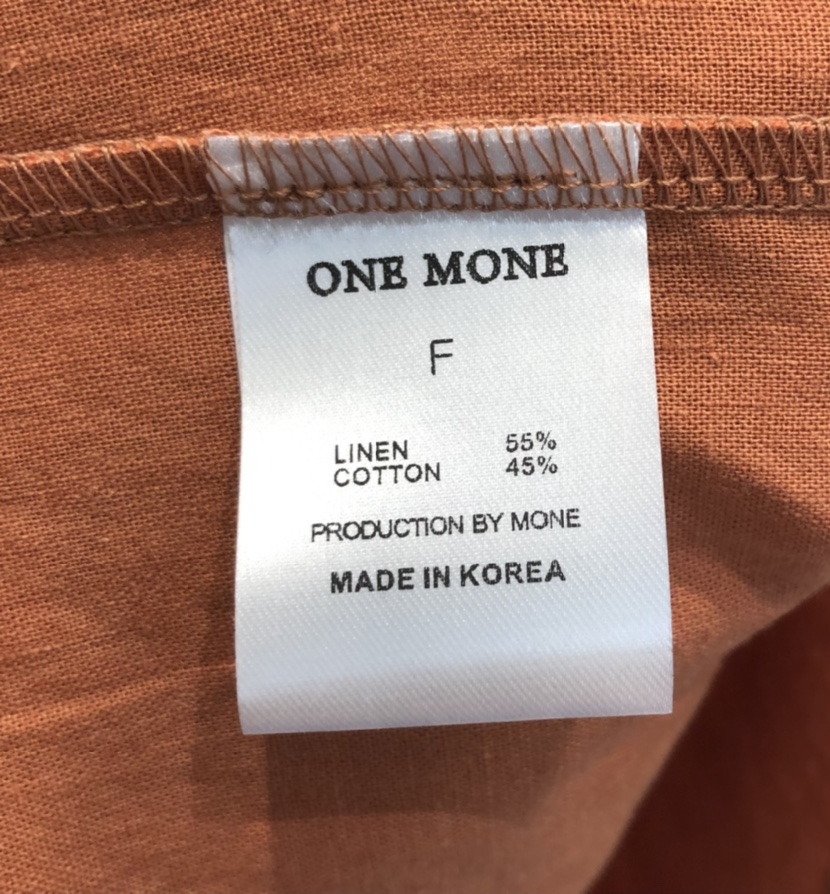 ONE MONE
F
LINEN 55%
COTTON 45%
PRODUCTION BY MONE
MADE IN KOREA